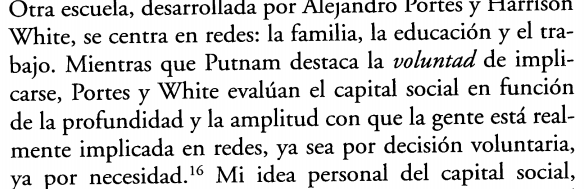 Otra escuela, desarrollada por Alejandro Portes y Harrison
White, se centra en redes: la familia, la educación y el tra-
bajo. Mientras que Putnam destaca la voluntad de impli-
carse, Portes y White evalúan el capital social en función
de la profundidad y la amplitud con que la gente está real-
mente implicada en redes, ya sea por decisión voluntaria,
ya por necesidad.¹⁶ Mi idea personal del capital social,